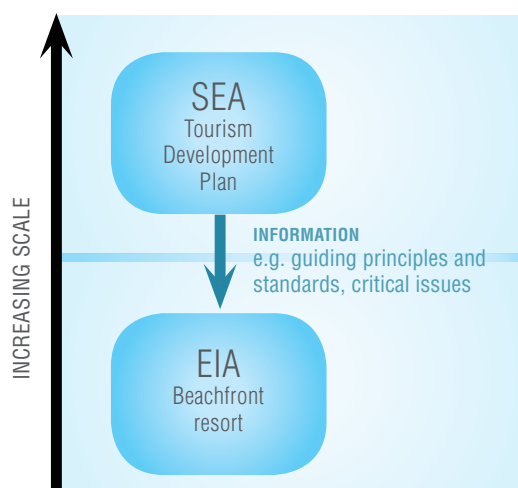 SEA
Tourism
Development
Plan
INFORMATION
e.g. guiding principles and
standards, critical issues
EIA
Beachfront
resort
INCREASING SCALE